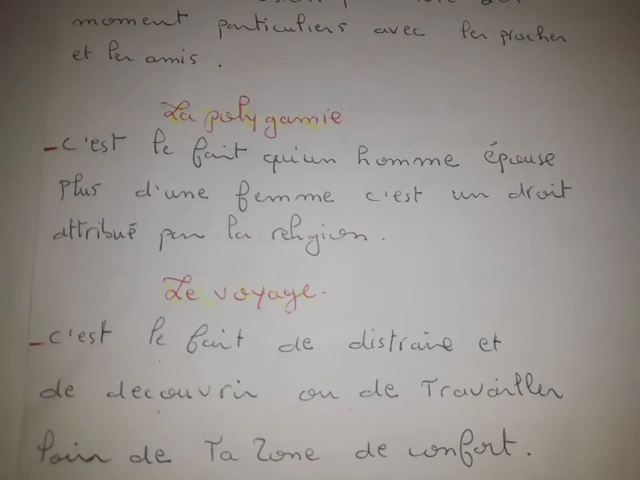 moment particuliers avec les proches
et les amis.
La polygamie
- c'est le fait qu'un homme épouse
plus d'une femme c'est un droit
attribué par la religion.
Le voyage.
- c'est le fait de distraire et
de decouvrir ou de Travailler
loin de Ta Zone de confort.